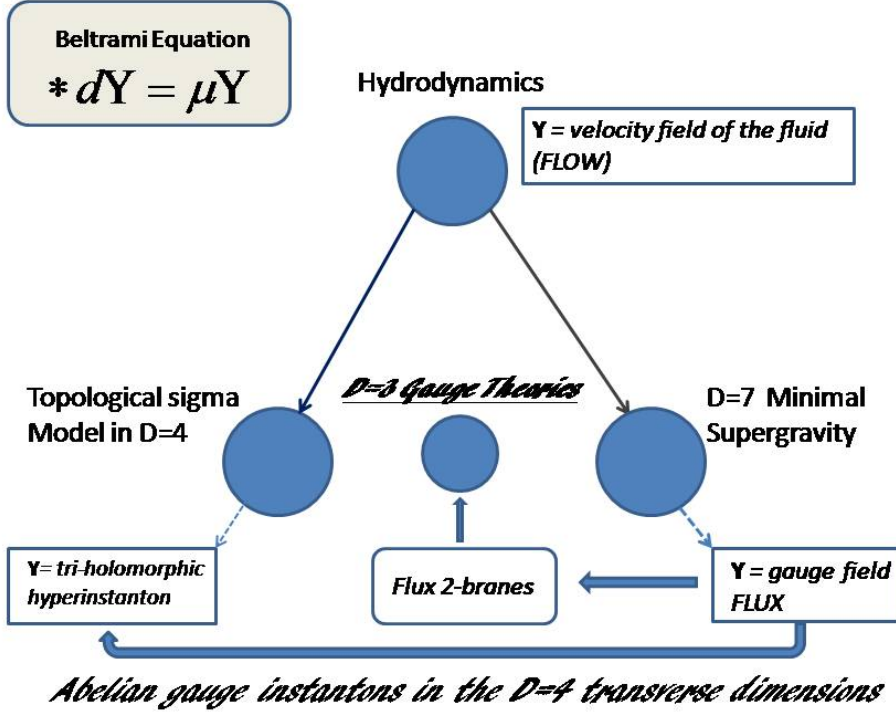 Beltrami Equation
* dY = μY
Hydrodynamics
Y = velocity field of the fluid
(FLOW)
Topological sigma
Model in D=4
D=3 Gauge Theories
D=7 Minimal
Supergravity
Y= tri-holomorphic
hyperinstanton
Flux 2-branes
Y = gauge field
FLUX
Abelian gauge instantons in the D=4 transverse dimensions